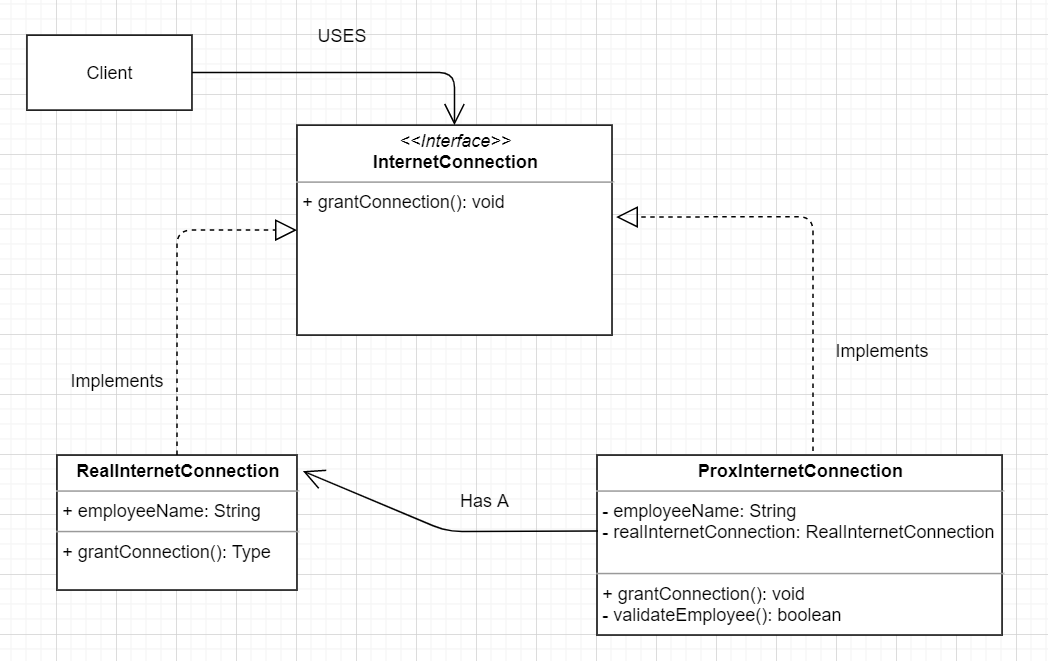 USES
Client
<<Interface>>
InternetConnection
+ grantConnection(): void
Implements
Implements
RealInternetConnection
+ employeeName: String
+ grantConnection(): Type
Has A
ProxInternetConnection
- employeeName: String
- realInternetConnection: RealInternetConnection
+ grantConnection(): void
- validateEmployee(): boolean